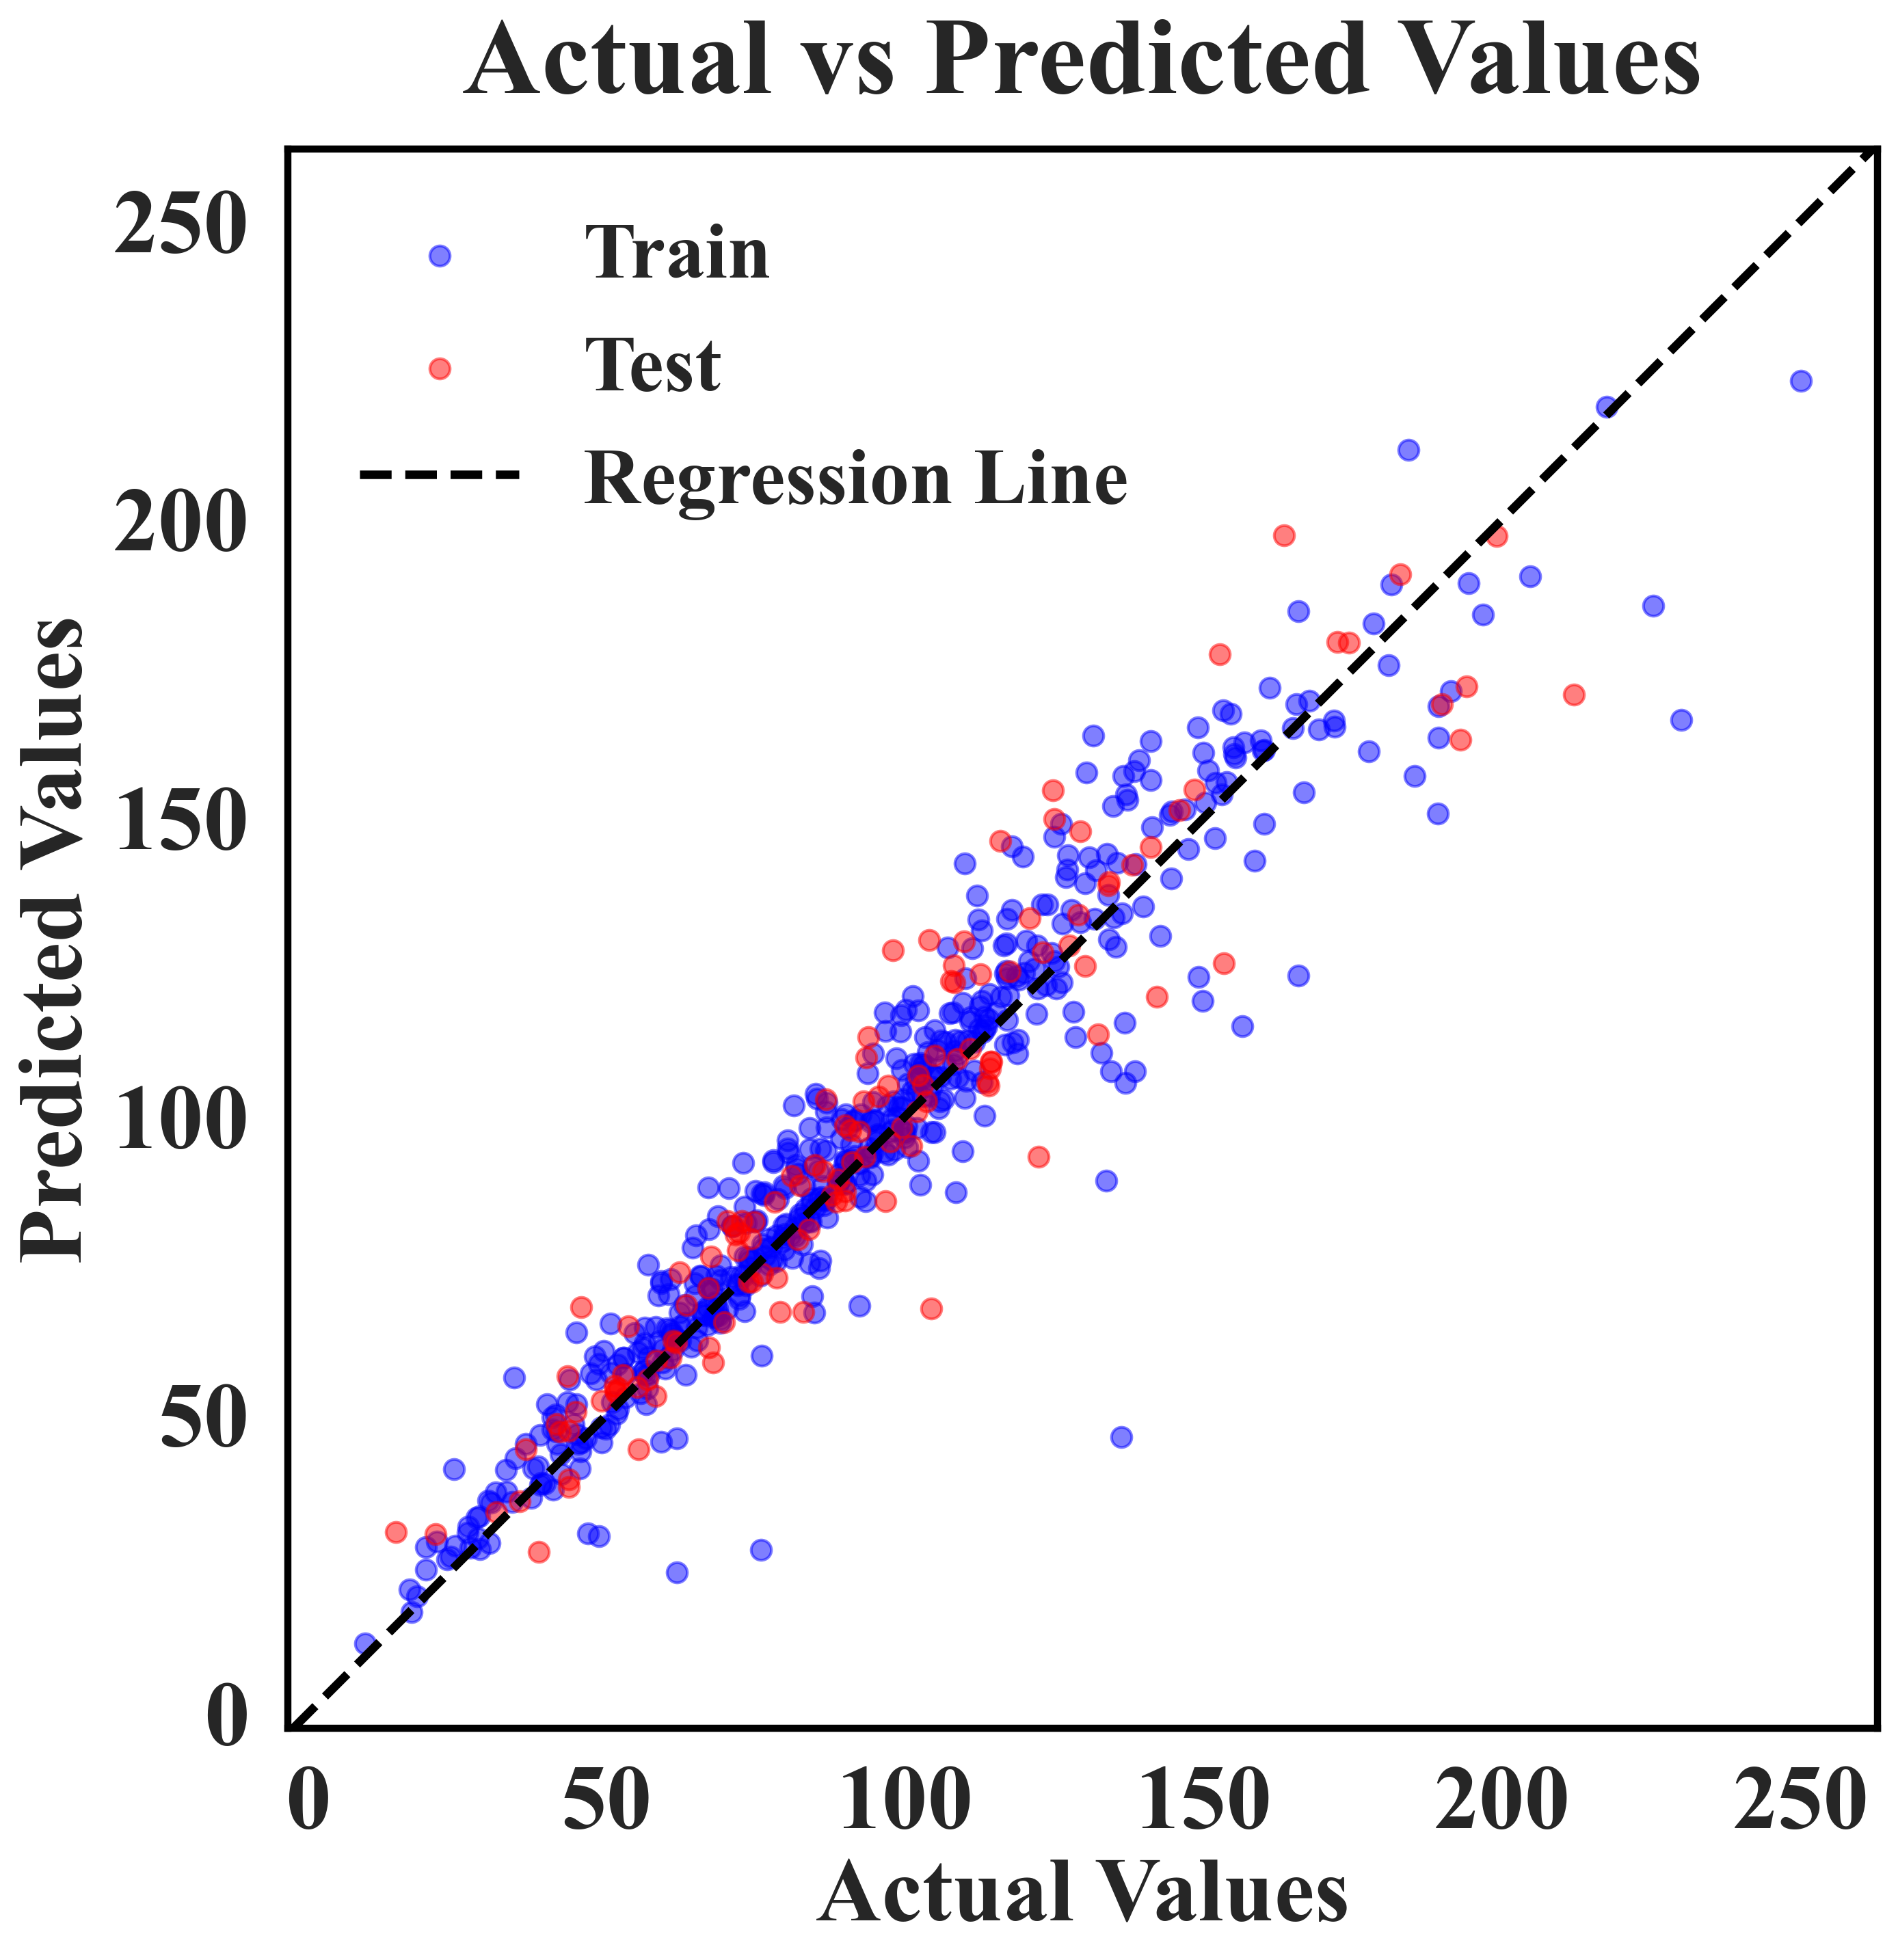 Actual vs Predicted Values
Train
Test
Regression Line
Predicted Values
250
200
150
100
50
0
0 50 100 150 200 250
Actual Values